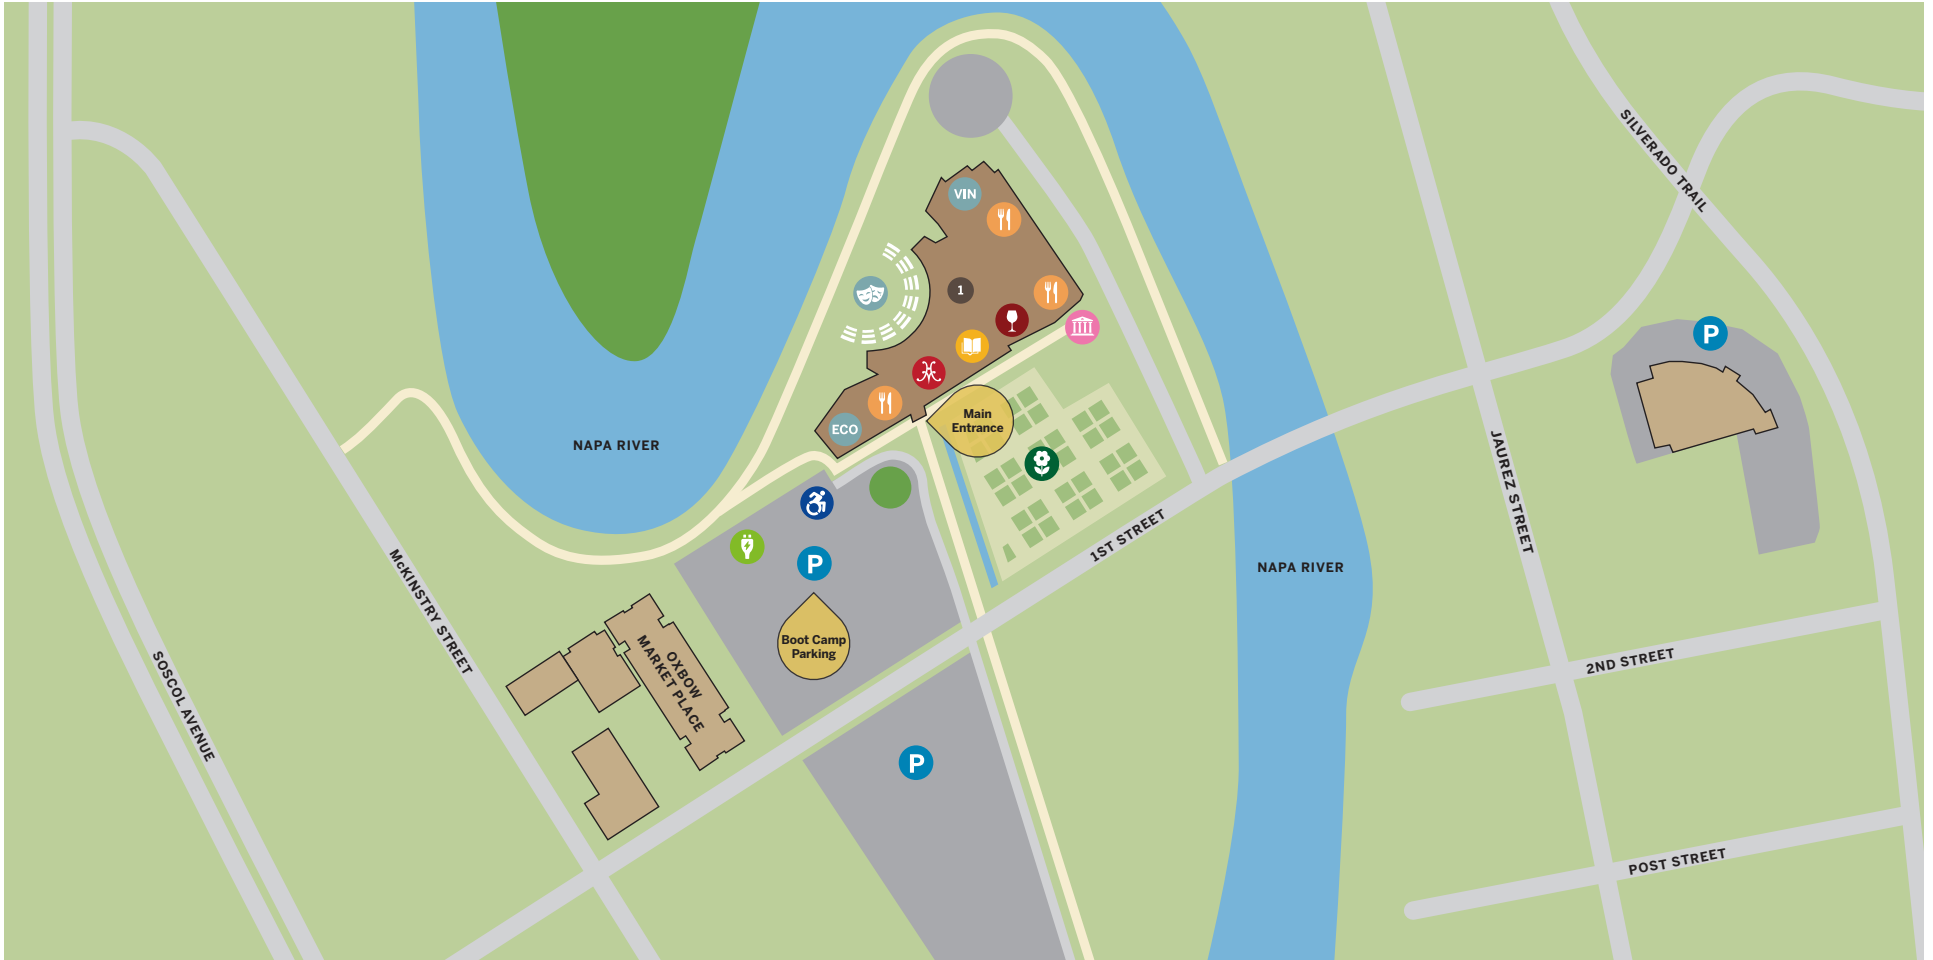 SILVERADO TRAIL
VIN
1
P
Main
Entrance
ECO
NAPA RIVER
JAUREZ STREET
1ST STREET
NAPA RIVER
P
McKINSTRY STREET
Boot Camp
Parking
OXBOW
MARKET PLACE
SOSCOL AVENUE
2ND STREET
P
POST STREET